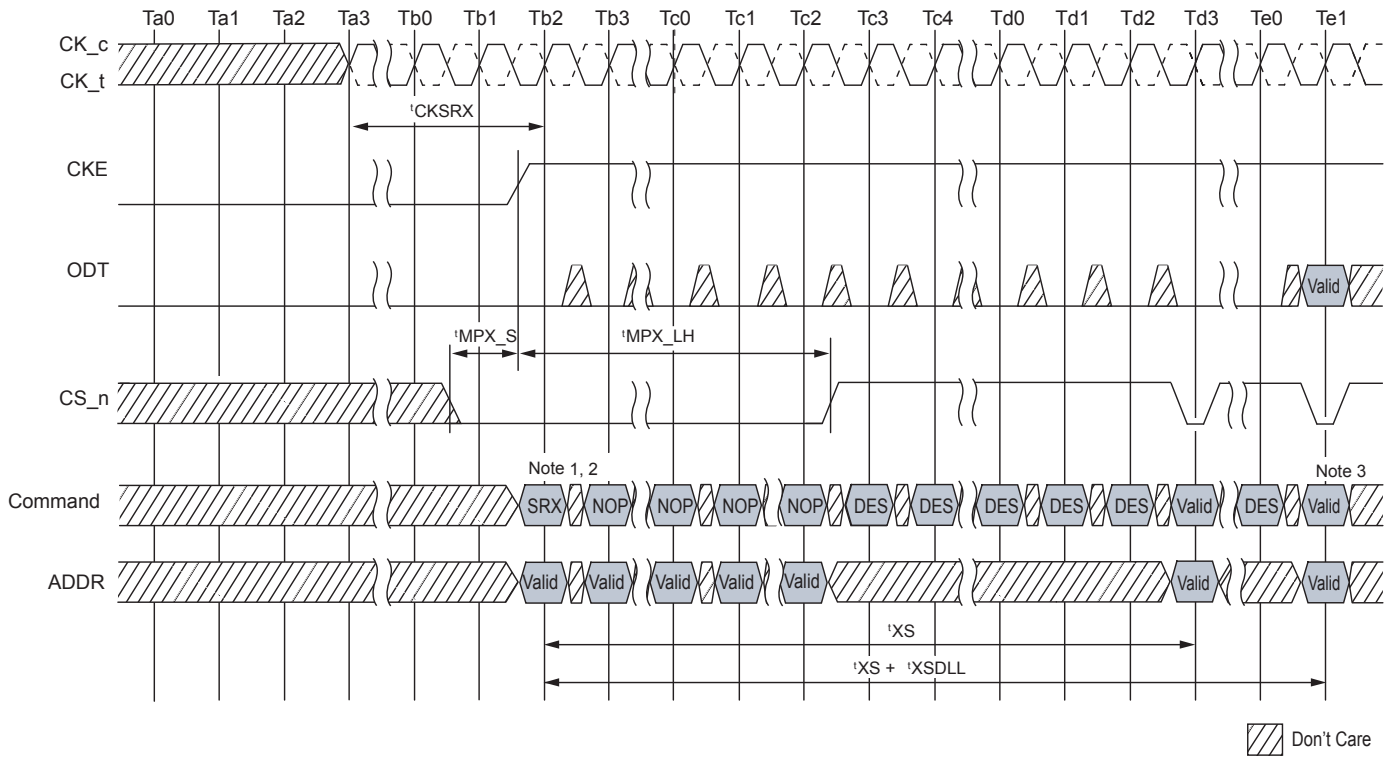 Ta0 Ta1 Ta2 Ta3 Tb0 Tb1 Tb2 Tb3 Tc0 Tc1 Tc2 Tc3 Tc4 Td0 Td1 Td2 Td3 Te0 Te1
CK_c
CK_t
tCKSRX
CKE
ODT
Valid
tMPX_S tMPX_LH
CS_n
Note 1, 2 Note 3
Command SRX NOP NOP NOP NOP DES DES DES DES DES Valid DES Valid
ADDR Valid Valid Valid Valid Valid Valid Valid
tXS
tXS + tXSDLL
Don't Care